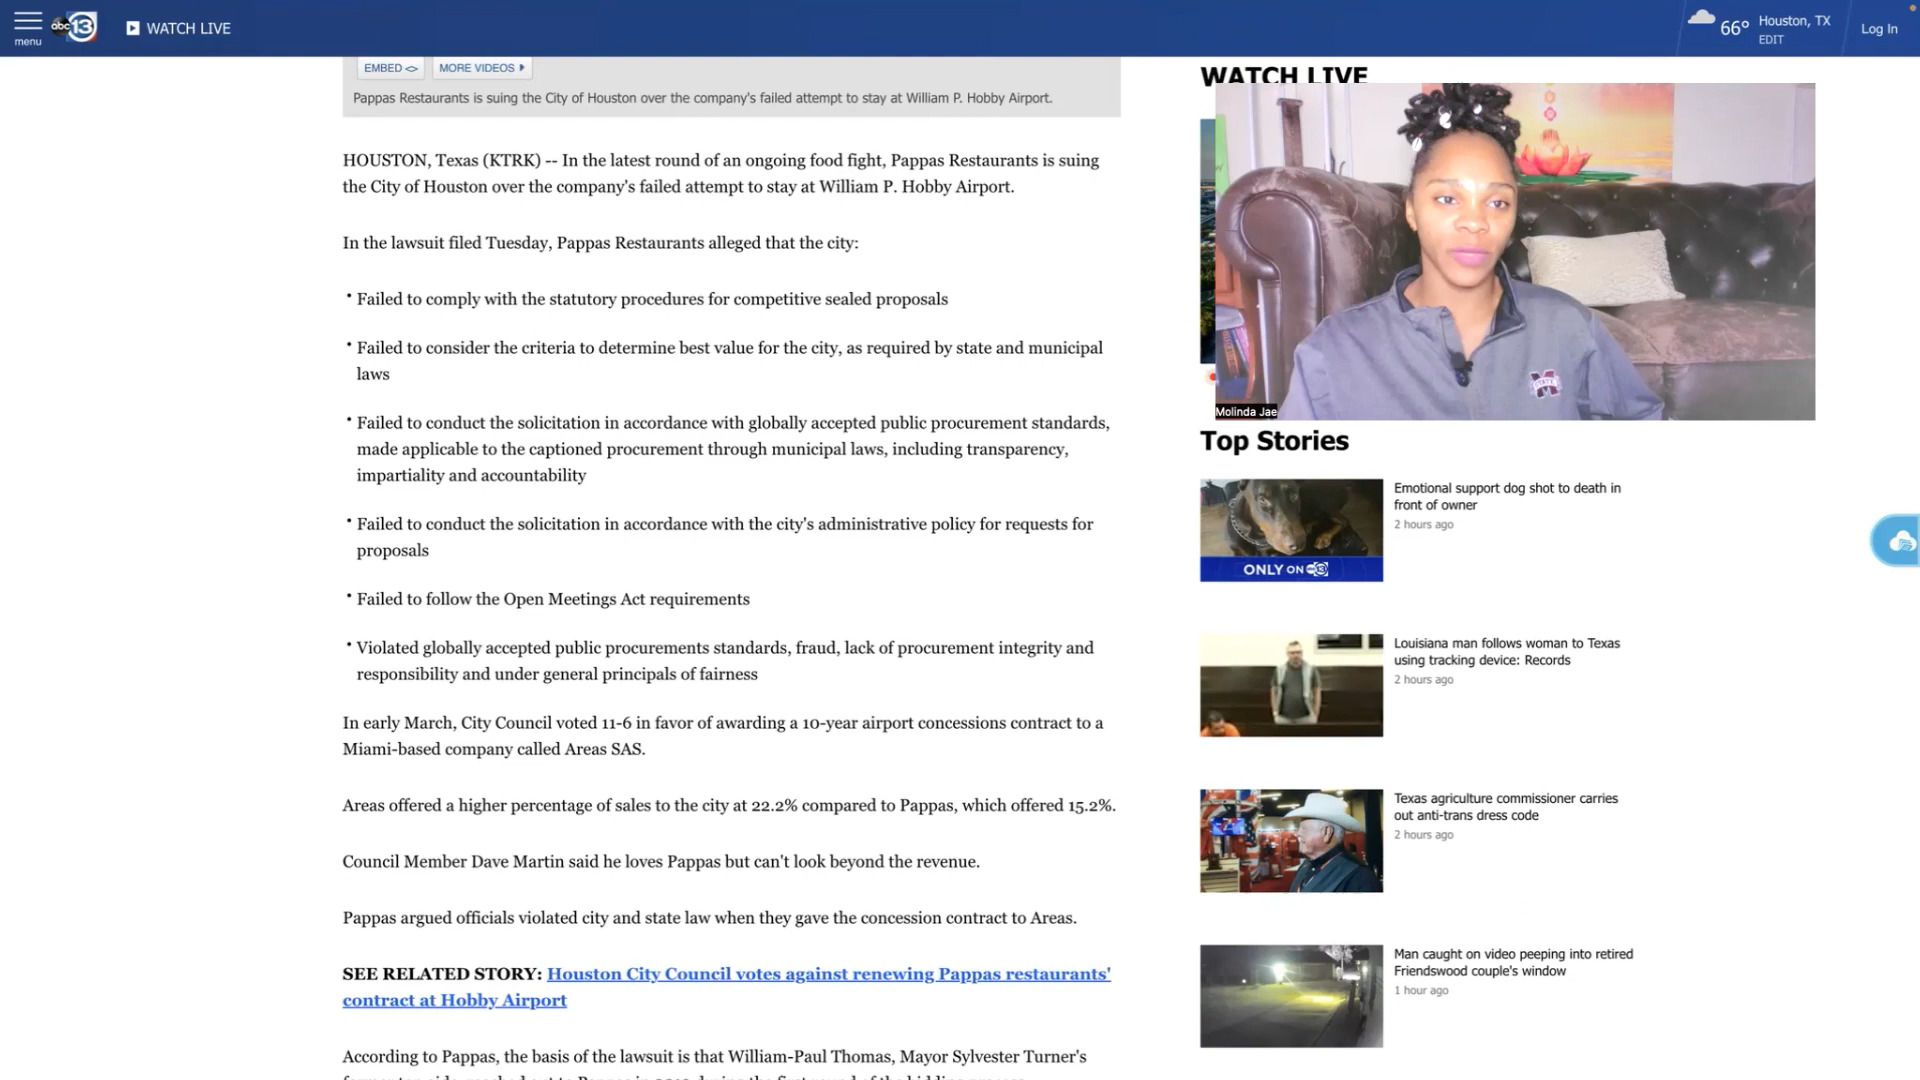 menu
abc 13
WATCH LIVE
66°
Houston, TX
EDIT
Log In
EMBED <>
MORE VIDEOS
Pappas Restaurants is suing the City of Houston over the company's failed attempt to stay at William P. Hobby Airport.
HOUSTON, Texas (KTRK) -- In the latest round of an ongoing food fight, Pappas Restaurants is suing
the City of Houston over the company's failed attempt to stay at William P. Hobby Airport.
In the lawsuit filed Tuesday, Pappas Restaurants alleged that the city:
• Failed to comply with the statutory procedures for competitive sealed proposals
• Failed to consider the criteria to determine best value for the city, as required by state and municipal
laws
• Failed to conduct the solicitation in accordance with globally accepted public procurement standards,
made applicable to the captioned procurement through municipal laws, including transparency,
impartiality and accountability
• Failed to conduct the solicitation in accordance with the city's administrative policy for requests for
proposals
• Failed to follow the Open Meetings Act requirements
• Violated globally accepted public procurements standards, fraud, lack of procurement integrity and
responsibility and under general principals of fairness
In early March, City Council voted 11-6 in favor of awarding a 10-year airport concessions contract to a
Miami-based company called Areas SAS.
Areas offered a higher percentage of sales to the city at 22.2% compared to Pappas, which offered 15.2%.
Council Member Dave Martin said he loves Pappas but can't look beyond the revenue.
Pappas argued officials violated city and state law when they gave the concession contract to Areas.
SEE RELATED STORY: Houston City Council votes against renewing Pappas restaurants'
contract at Hobby Airport
According to Pappas, the basis of the lawsuit is that William-Paul Thomas, Mayor Sylvester Turner's
WATCH LIVE
M STATE
Molinda Jae
Top Stories
Emotional support dog shot to death in
front of owner
2 hours ago
ONLY ON abc 13
Louisiana man follows woman to Texas
using tracking device: Records
2 hours ago
Texas agriculture commissioner carries
out anti-trans dress code
2 hours ago
Man caught on video peeping into retired
Friendswood couple's window
1 hour ago